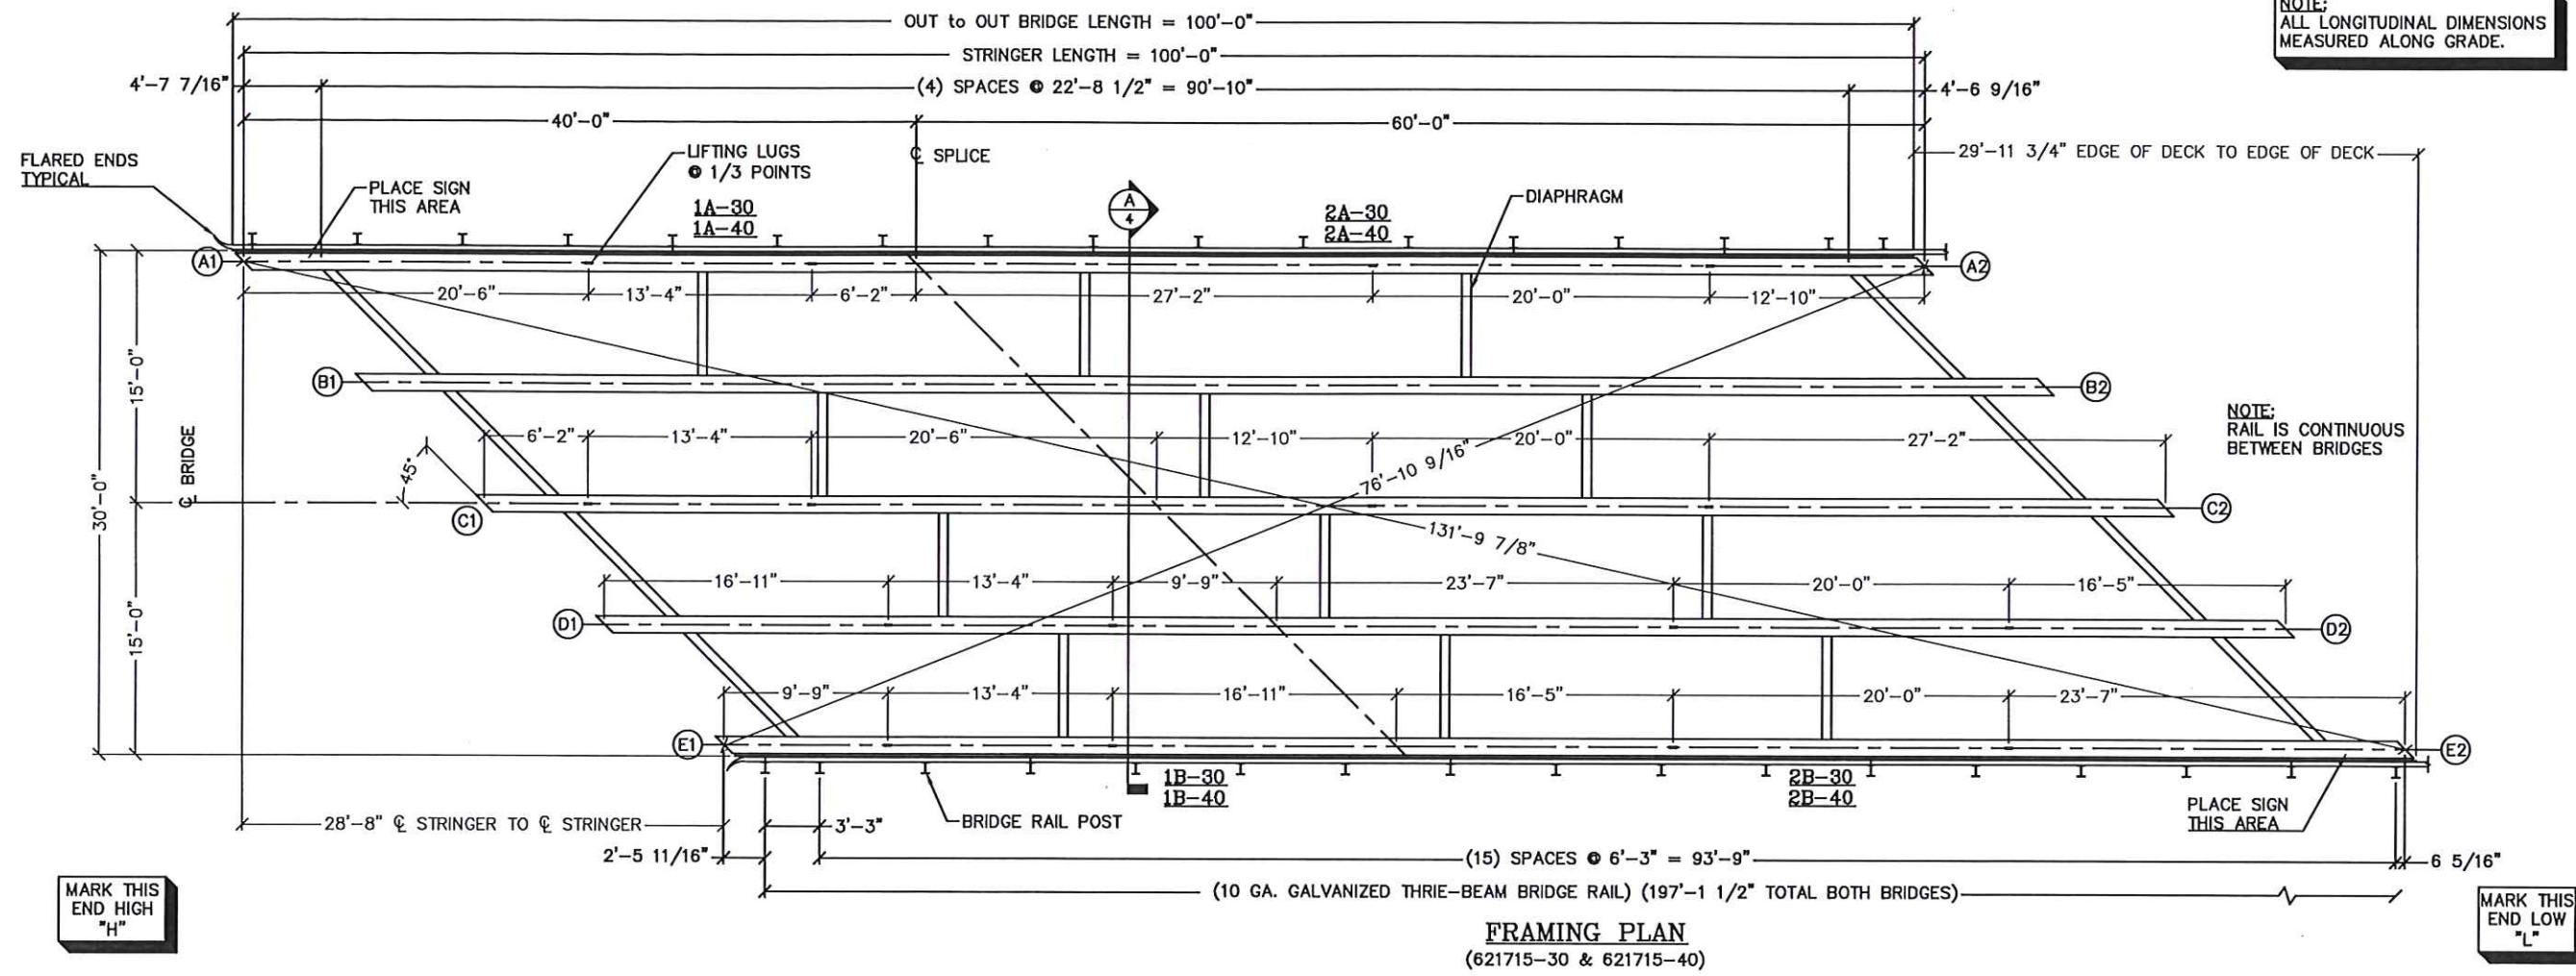 OUT to OUT BRIDGE LENGTH = 100'-0"
STRINGER LENGTH = 100'-0"
4'-7 7/16"
(4) SPACES @ 22'-8 1/2" = 90'-10"
4'-6 9/16"
NOTE:
ALL LONGITUDINAL DIMENSIONS
MEASURED ALONG GRADE.
40'-0"
60'-0"
FLARED ENDS
TYPICAL
PLACE SIGN
THIS AREA
LIFTING LUGS
@ 1/3 POINTS
℄ SPLICE
29'-11 3/4" EDGE OF DECK TO EDGE OF DECK
1A-30
1A-40
A
4
2A-30
2A-40
DIAPHRAGM
A1
A2
20'-6"
13'-4"
6'-2"
27'-2"
20'-0"
12'-10"
15'-0"
B1
B2
NOTE:
RAIL IS CONTINUOUS
BETWEEN BRIDGES
℄ BRIDGE
30'-0"
45°
6'-2"
13'-4"
20'-6"
12'-10"
20'-0"
27'-2"
76'-10 9/16"
C1
C2
131'-9 7/8"
15'-0"
16'-11"
13'-4"
9'-9"
23'-7"
20'-0"
16'-5"
D1
D2
9'-9"
13'-4"
16'-11"
16'-5"
20'-0"
23'-7"
E1
E2
1B-30
1B-40
2B-30
2B-40
PLACE SIGN
THIS AREA
28'-8" ℄ STRINGER TO ℄ STRINGER
3'-3"
BRIDGE RAIL POST
2'-5 11/16"
(15) SPACES @ 6'-3" = 93'-9"
6 5/16"
(10 GA. GALVANIZED THRIE-BEAM BRIDGE RAIL) (197'-1 1/2" TOTAL BOTH BRIDGES)
MARK THIS
END HIGH
"H"
MARK THIS
END LOW
"L"
FRAMING PLAN
(621715-30 & 621715-40)